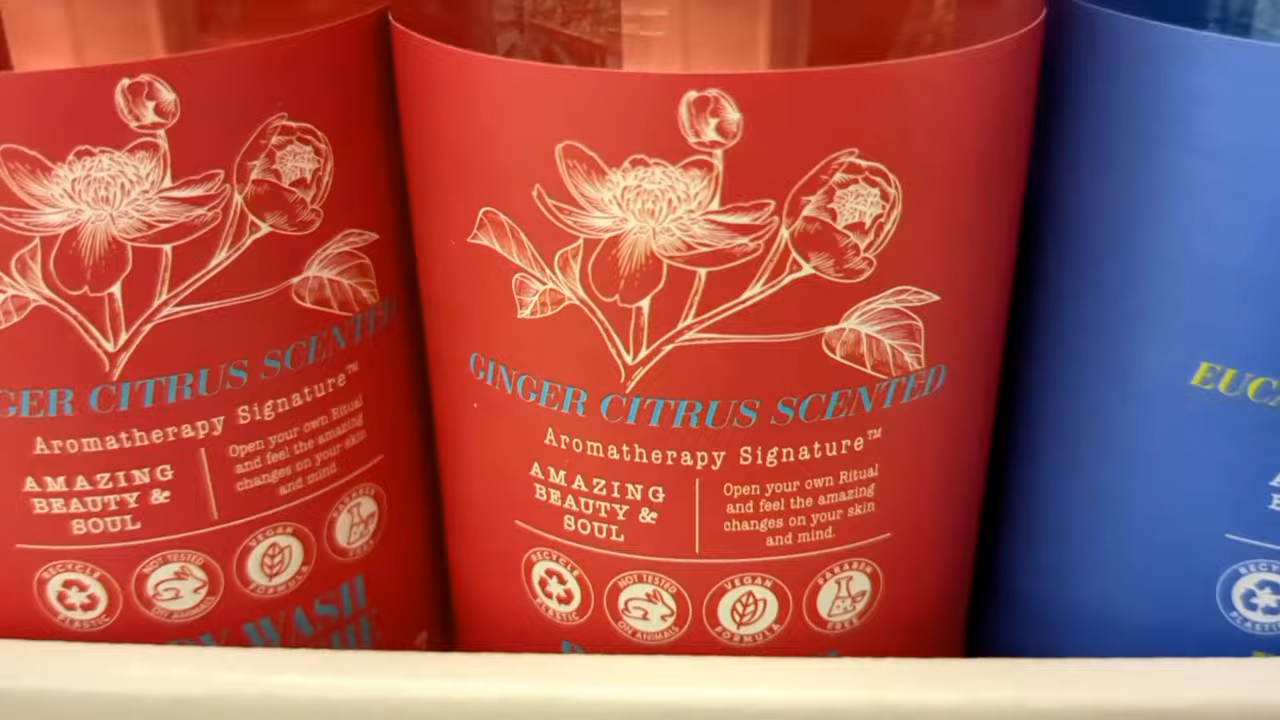 GER CITRUS SCENTED
Aromatherapy Signature™
AMAZING
BEAUTY &
SOUL
Open your own Ritual
and feel the amazing
changes on your skin
and mind.
RECYCLE PLASTIC
NOT TESTED ON ANIMALS
VEGAN FORMULA
PARABEN FREE
WASH
GINGER CITRUS SCENTED
Aromatherapy Signature™
AMAZING
BEAUTY &
SOUL
Open your own Ritual
and feel the amazing
changes on your skin
and mind.
RECYCLE PLASTIC
NOT TESTED ON ANIMALS
VEGAN FORMULA
PARABEN FREE
EUCA